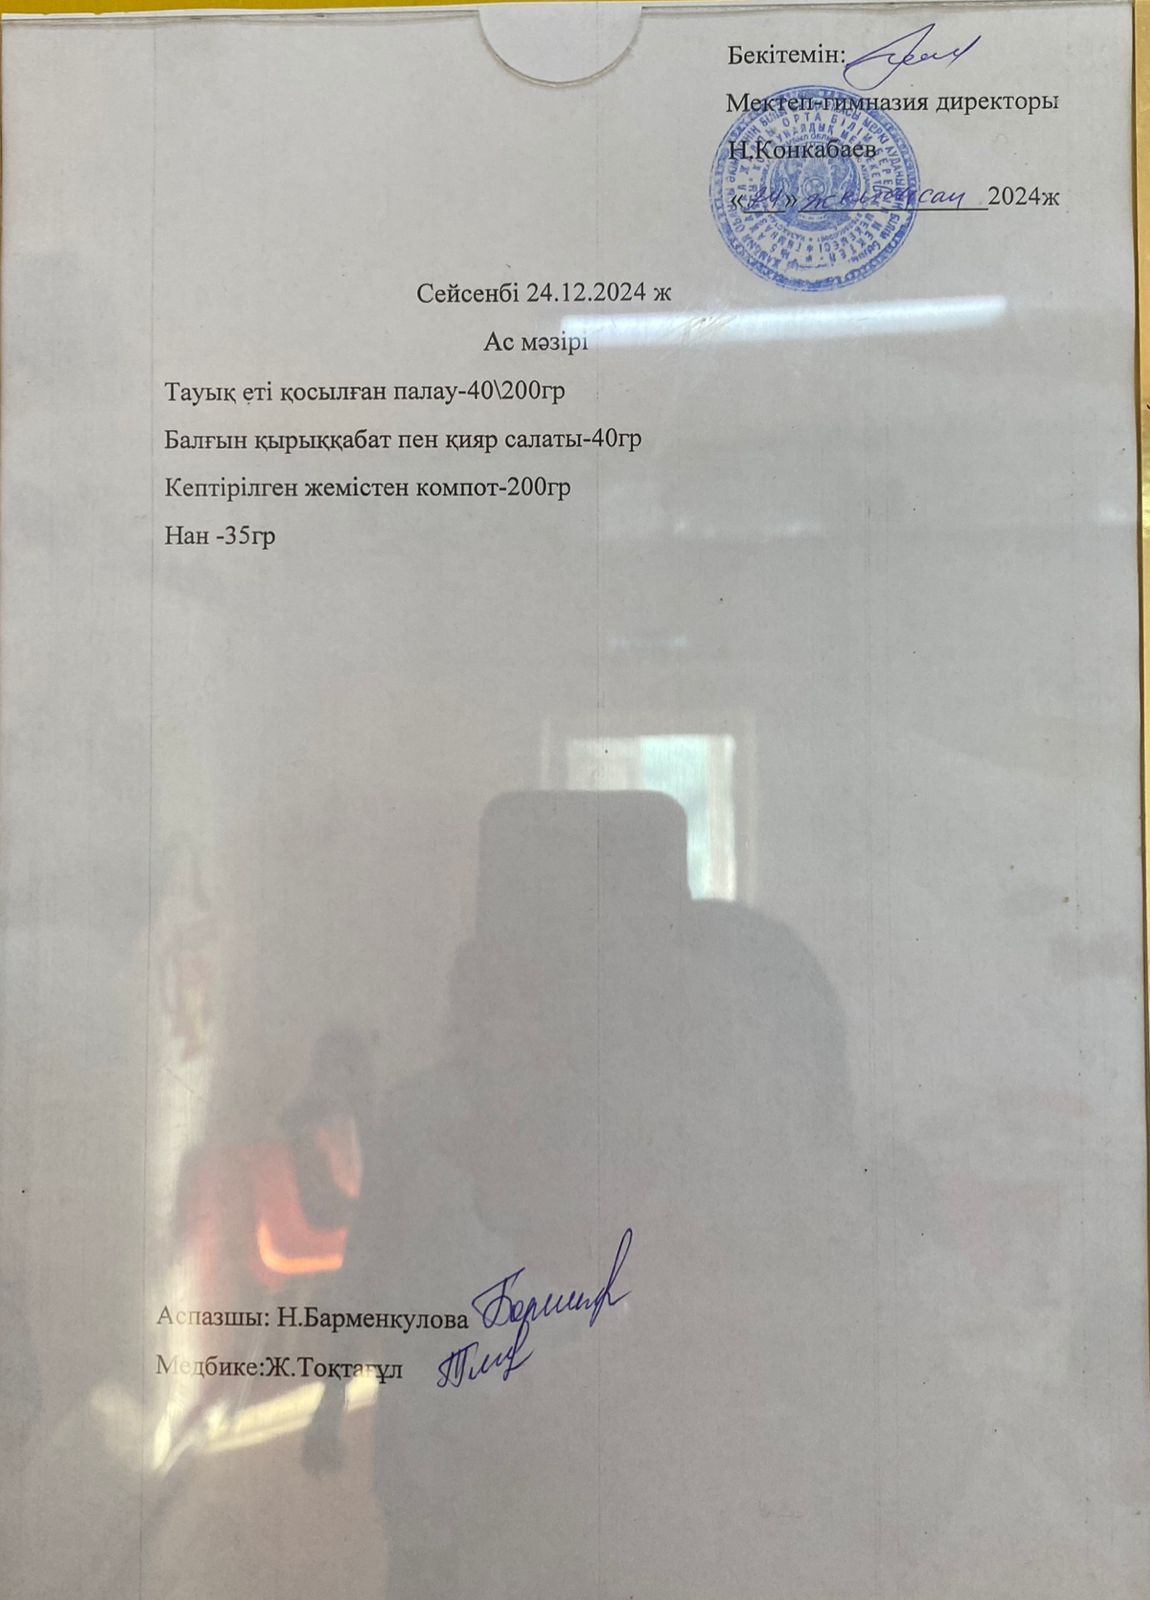 Бекітемін:
Мектеп-гимназия директоры
Н.Конкабаев
«24» желтоқсан 2024ж
Сейсенбі 24.12.2024 ж
Ас мәзірі
Тауық еті қосылған палау-40\200гр
Балғын қырыққабат пен қияр салаты-40гр
Кептірілген жемістен компот-200гр
Нан -35гр
Аспазшы: Н.Барменкулова
Медбике:Ж.Тоқтағұл